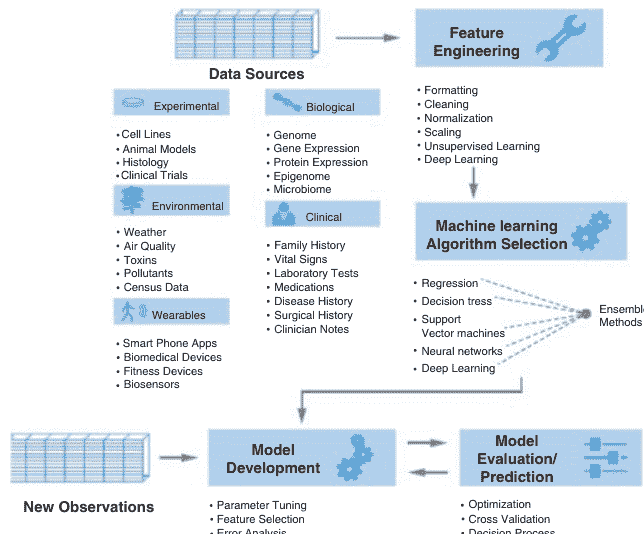 Data Sources
Feature
Engineering
• Formatting
• Cleaning
• Normalization
• Scaling
• Unsupervised Learning
• Deep Learning
Experimental
• Cell Lines
• Animal Models
• Histology
• Clinical Trials
Biological
• Genome
• Gene Expression
• Protein Expression
• Epigenome
• Microbiome
Environmental
• Weather
• Air Quality
• Toxins
• Pollutants
• Census Data
Clinical
• Family History
• Vital Signs
• Laboratory Tests
• Medications
• Disease History
• Surgical History
• Clinician Notes
Wearables
• Smart Phone Apps
• Biomedical Devices
• Fitness Devices
• Biosensors
Machine learning
Algorithm Selection
• Regression
• Decision tress
• Support
Vector machines
• Neural networks
• Deep Learning
Ensemble
Methods
New Observations
Model
Development
• Parameter Tuning
• Feature Selection
• Error Analysis
Model
Evaluation/
Prediction
• Optimization
• Cross Validation
• Decision Process